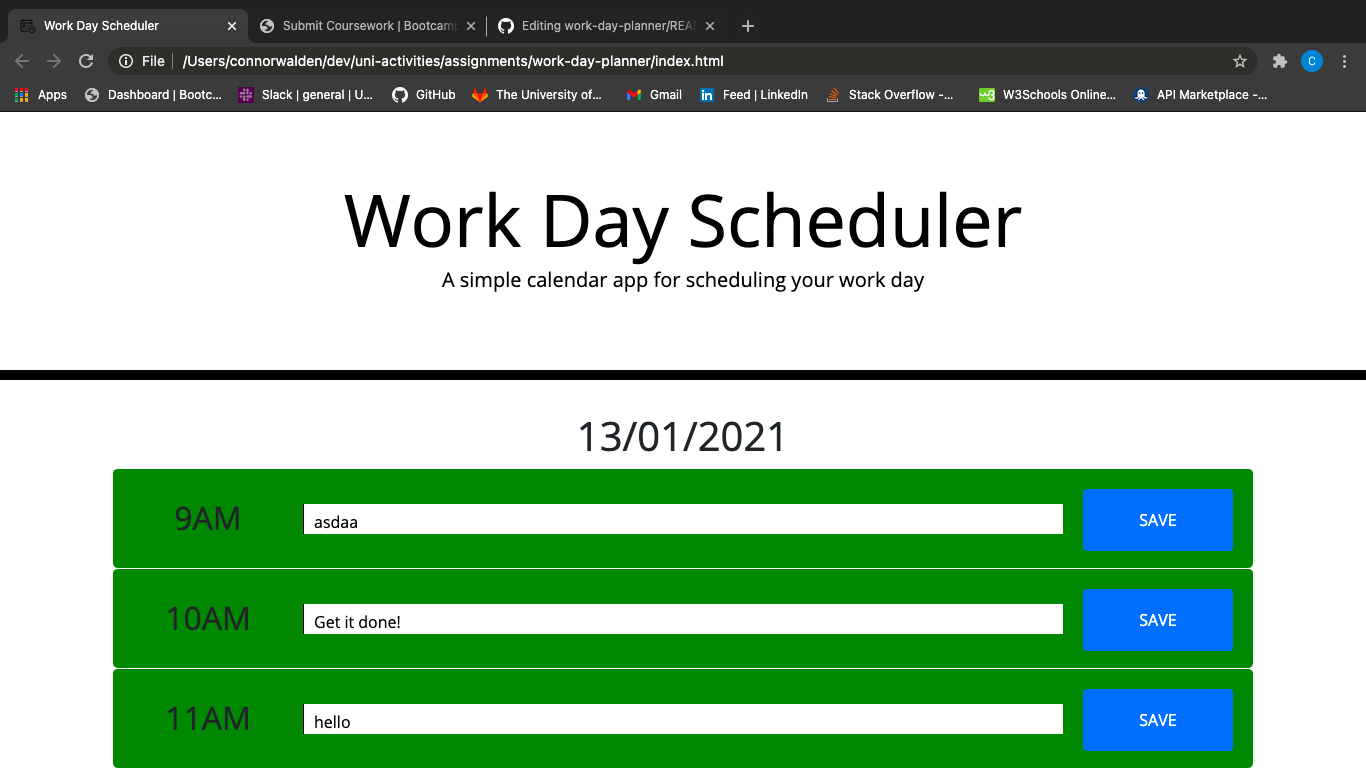 Work Day Scheduler
Submit Coursework | Bootcamp
Editing work-day-planner/REA
File
/Users/connorwalden/dev/uni-activities/assignments/work-day-planner/index.html
C
Apps
Dashboard | Bootc...
Slack | general | U...
GitHub
The University of...
Gmail
Feed | LinkedIn
Stack Overflow -...
W3Schools Online...
API Marketplace -...
Work Day Scheduler
A simple calendar app for scheduling your work day
13/01/2021
9AM
asdaa
SAVE
10AM
Get it done!
SAVE
11AM
hello
SAVE